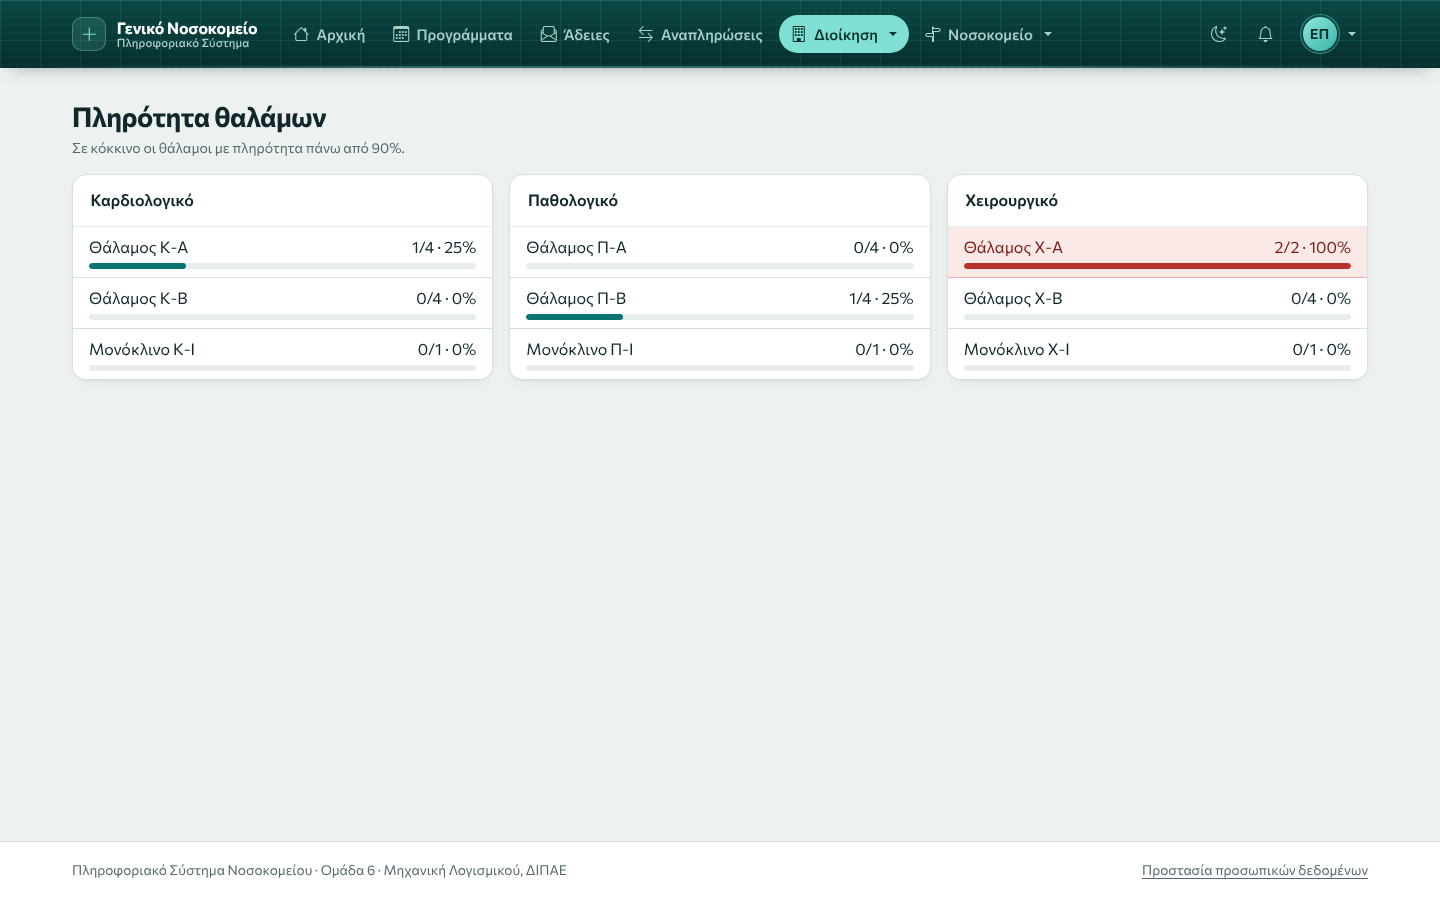 Γενικό Νοσοκομείο
Πληροφοριακό Σύστημα
Αρχική
Προγράμματα
Άδειες
Αναπληρώσεις
Διοίκηση
Νοσοκομείο
ΕΠ
Πληρότητα θαλάμων
Σε κόκκινο οι θάλαμοι με πληρότητα πάνω από 90%.
Καρδιολογικό
Θάλαμος Κ-Α 1/4 · 25%
Θάλαμος Κ-Β 0/4 · 0%
Μονόκλινο Κ-Ι 0/1 · 0%
Παθολογικό
Θάλαμος Π-Α 0/4 · 0%
Θάλαμος Π-Β 1/4 · 25%
Μονόκλινο Π-Ι 0/1 · 0%
Χειρουργικό
Θάλαμος Χ-Α 2/2 · 100%
Θάλαμος Χ-Β 0/4 · 0%
Μονόκλινο Χ-Ι 0/1 · 0%
Πληροφοριακό Σύστημα Νοσοκομείου · Ομάδα 6 · Μηχανική Λογισμικού, ΔΙΠΑΕ
Προστασία προσωπικών δεδομένων